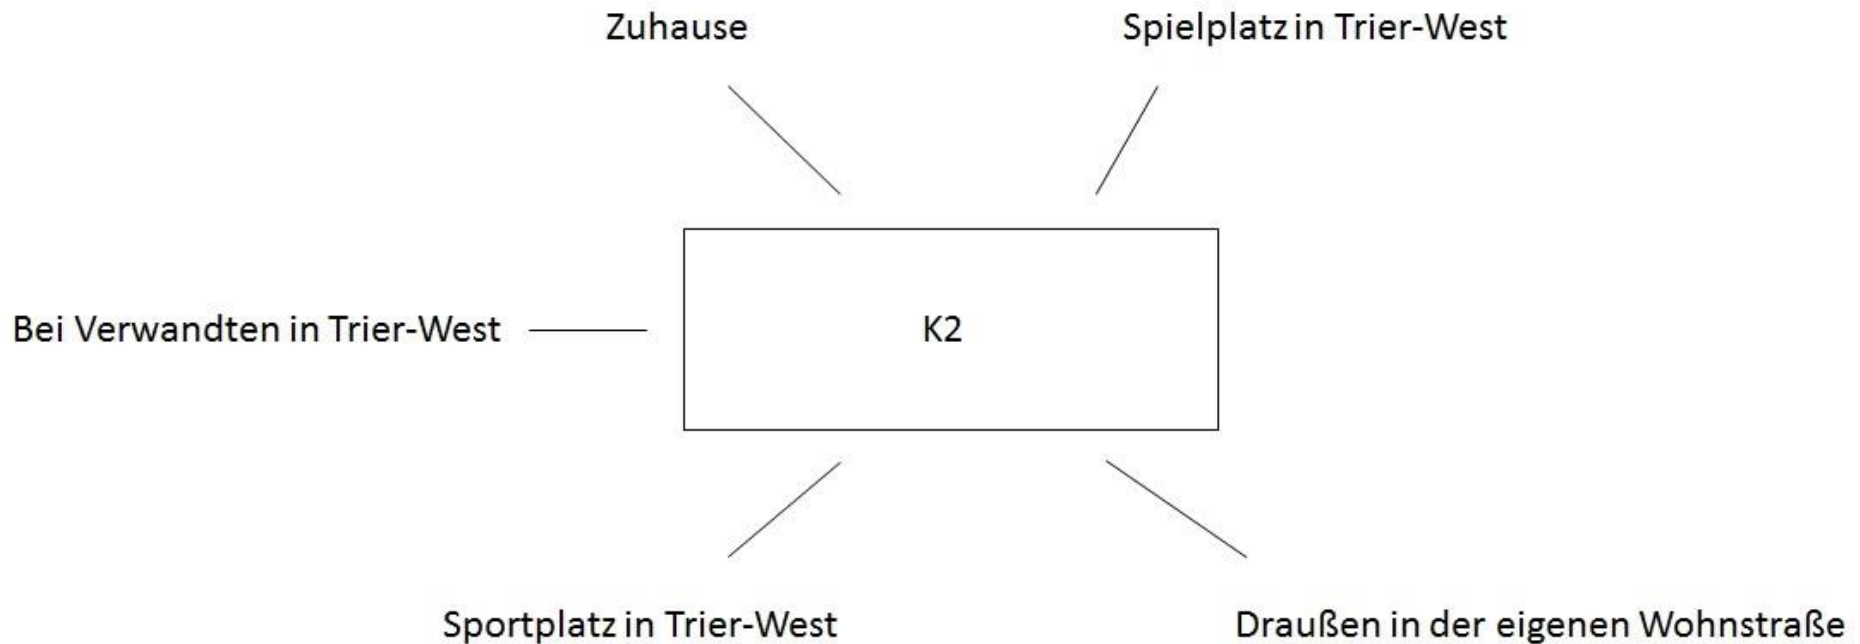 Zuhause
Spielplatz in Trier-West
Bei Verwandten in Trier-West
K2
Sportplatz in Trier-West
Draußen in der eigenen Wohnstraße